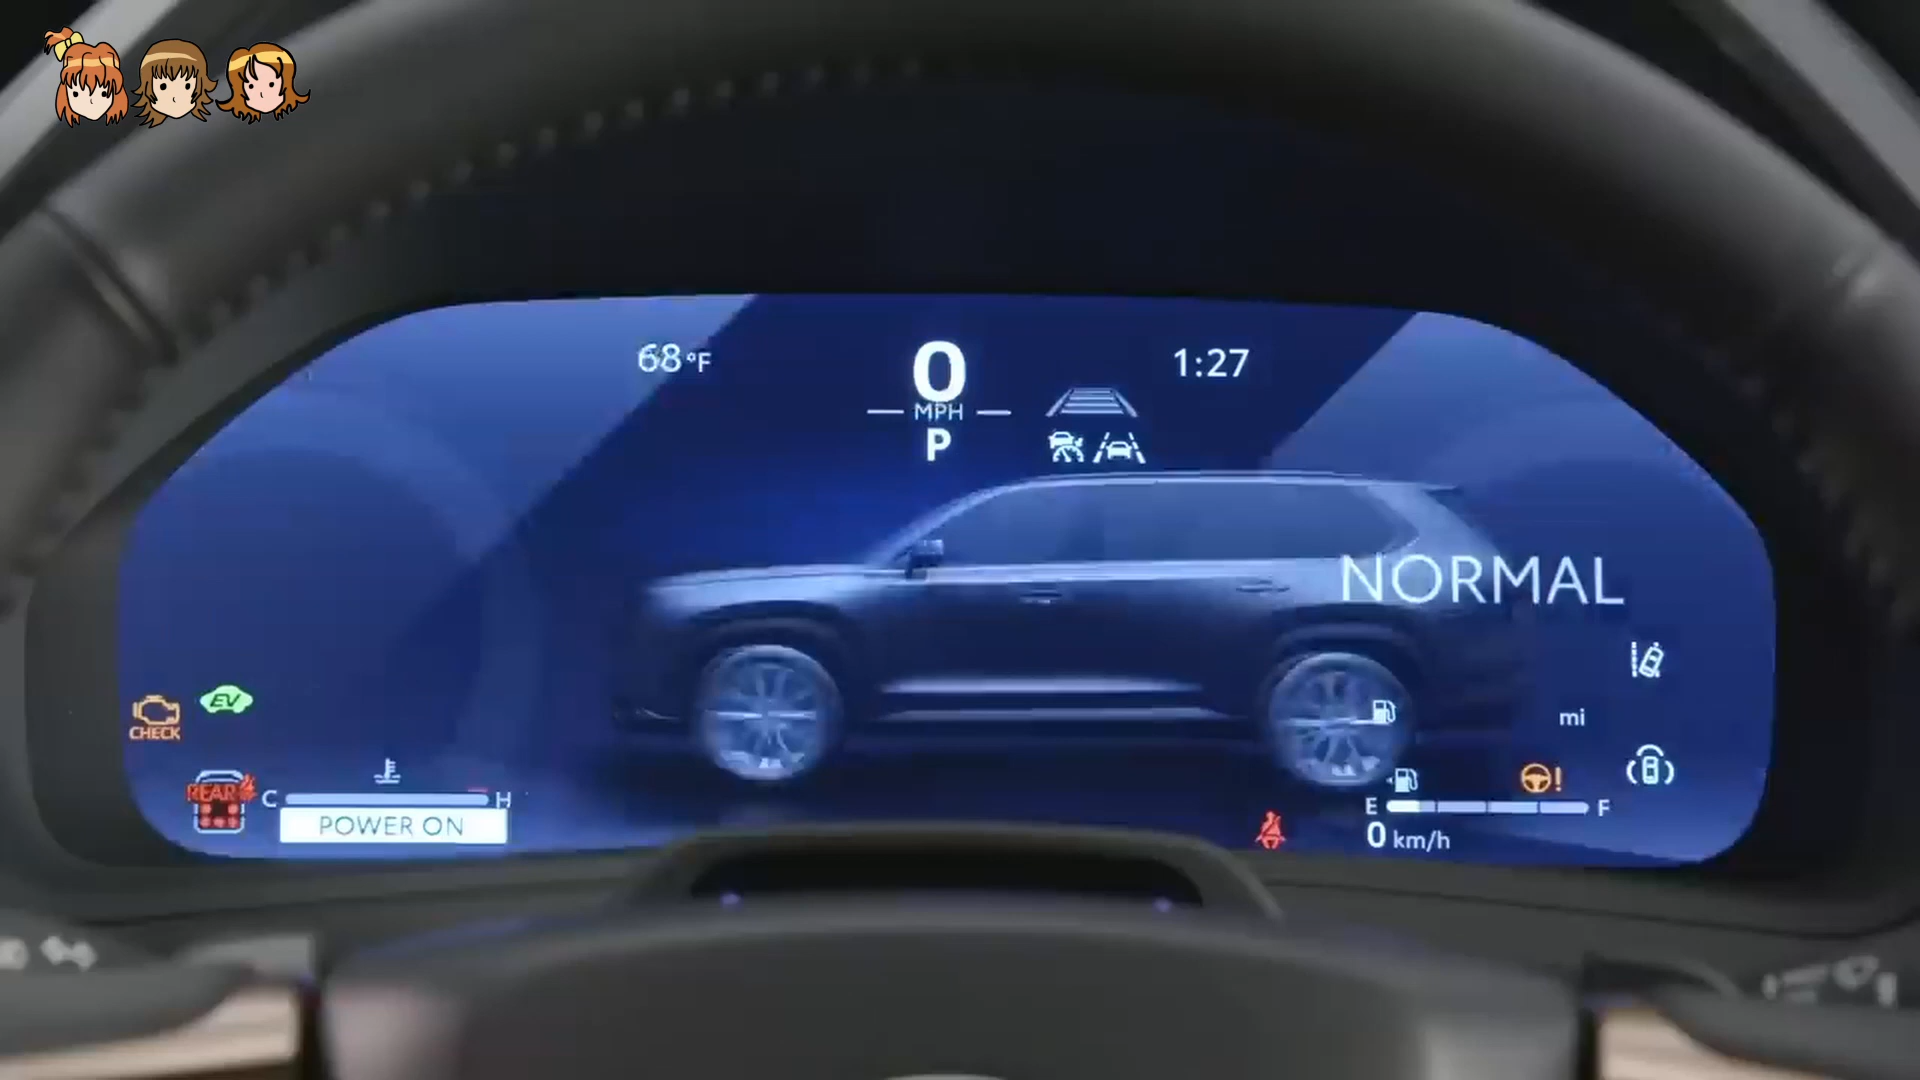 68°F
0
MPH
P
1:27
NORMAL
EV
CHECK
mi
REAR
C
H
POWER ON
E
F
0 km/h